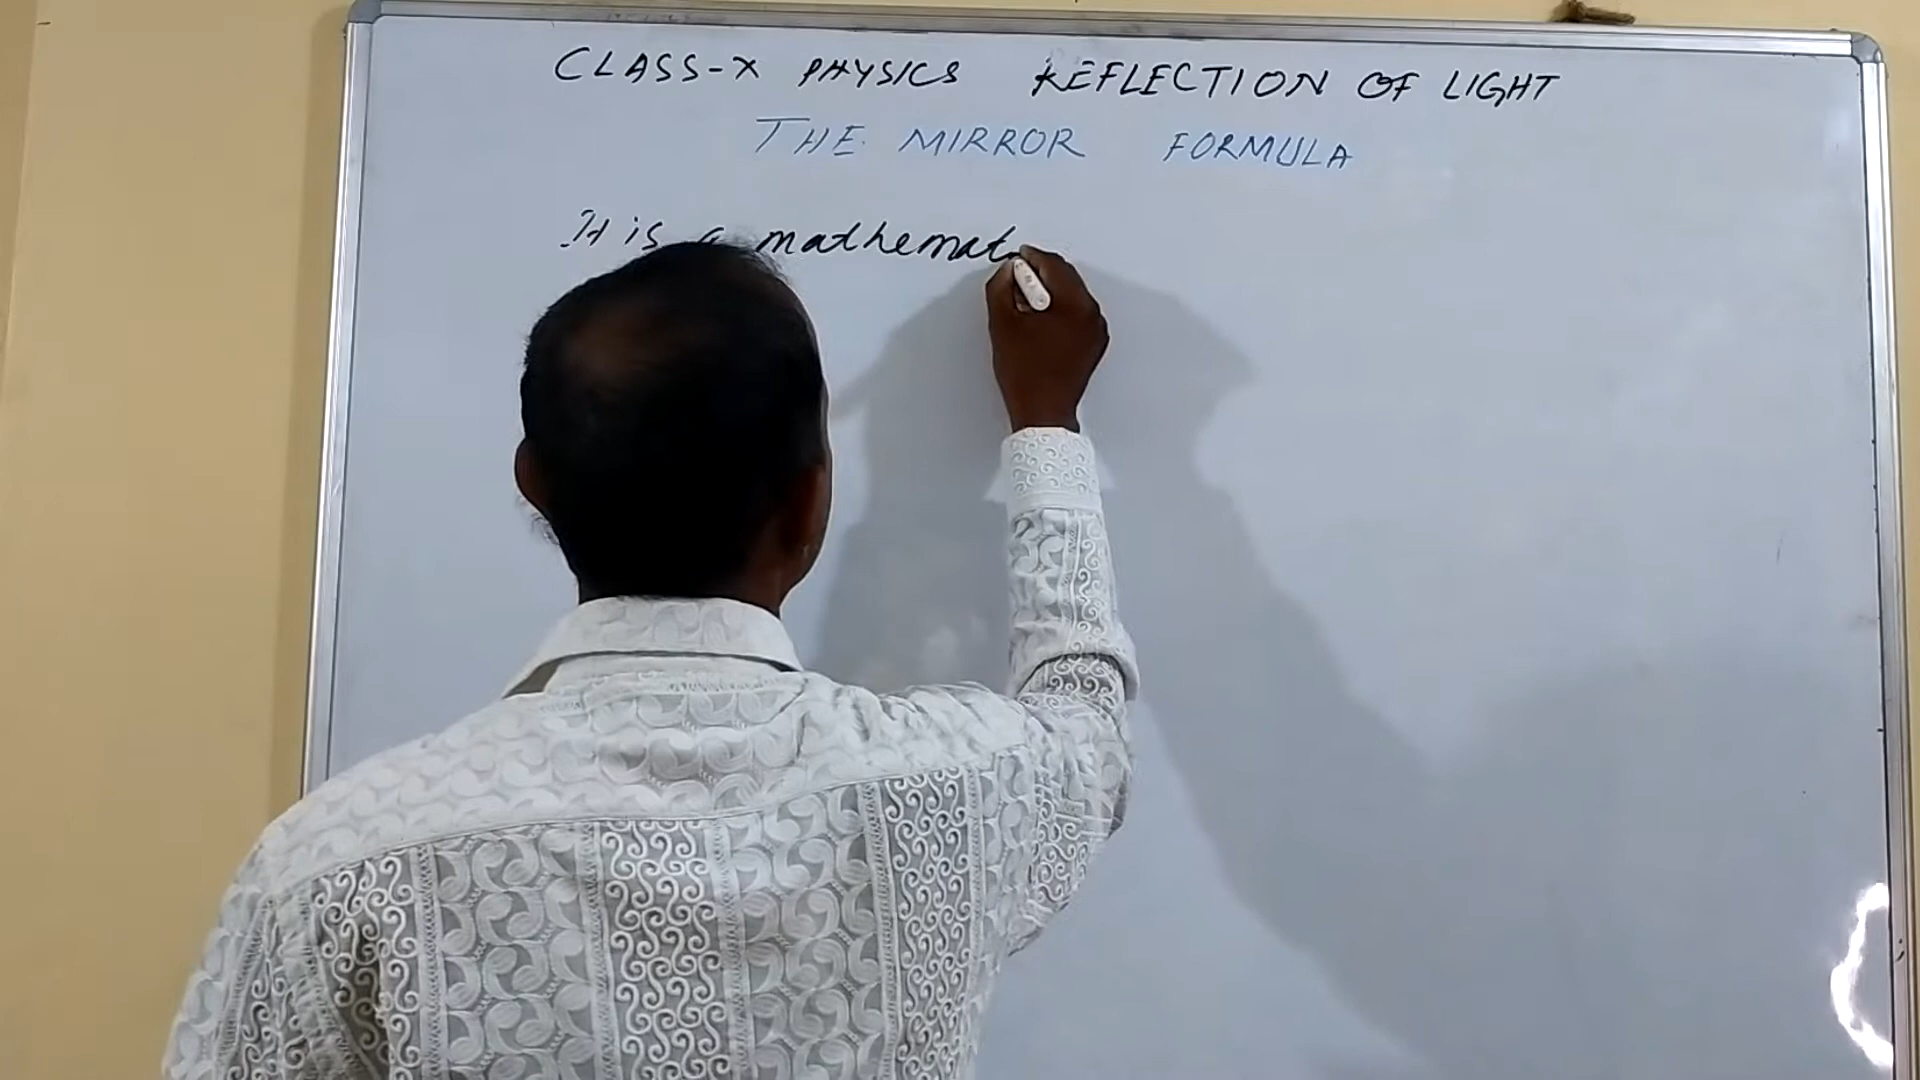 CLASS-X PHYSICS REFLECTION OF LIGHT
THE MIRROR FORMULA
It is a mathemat